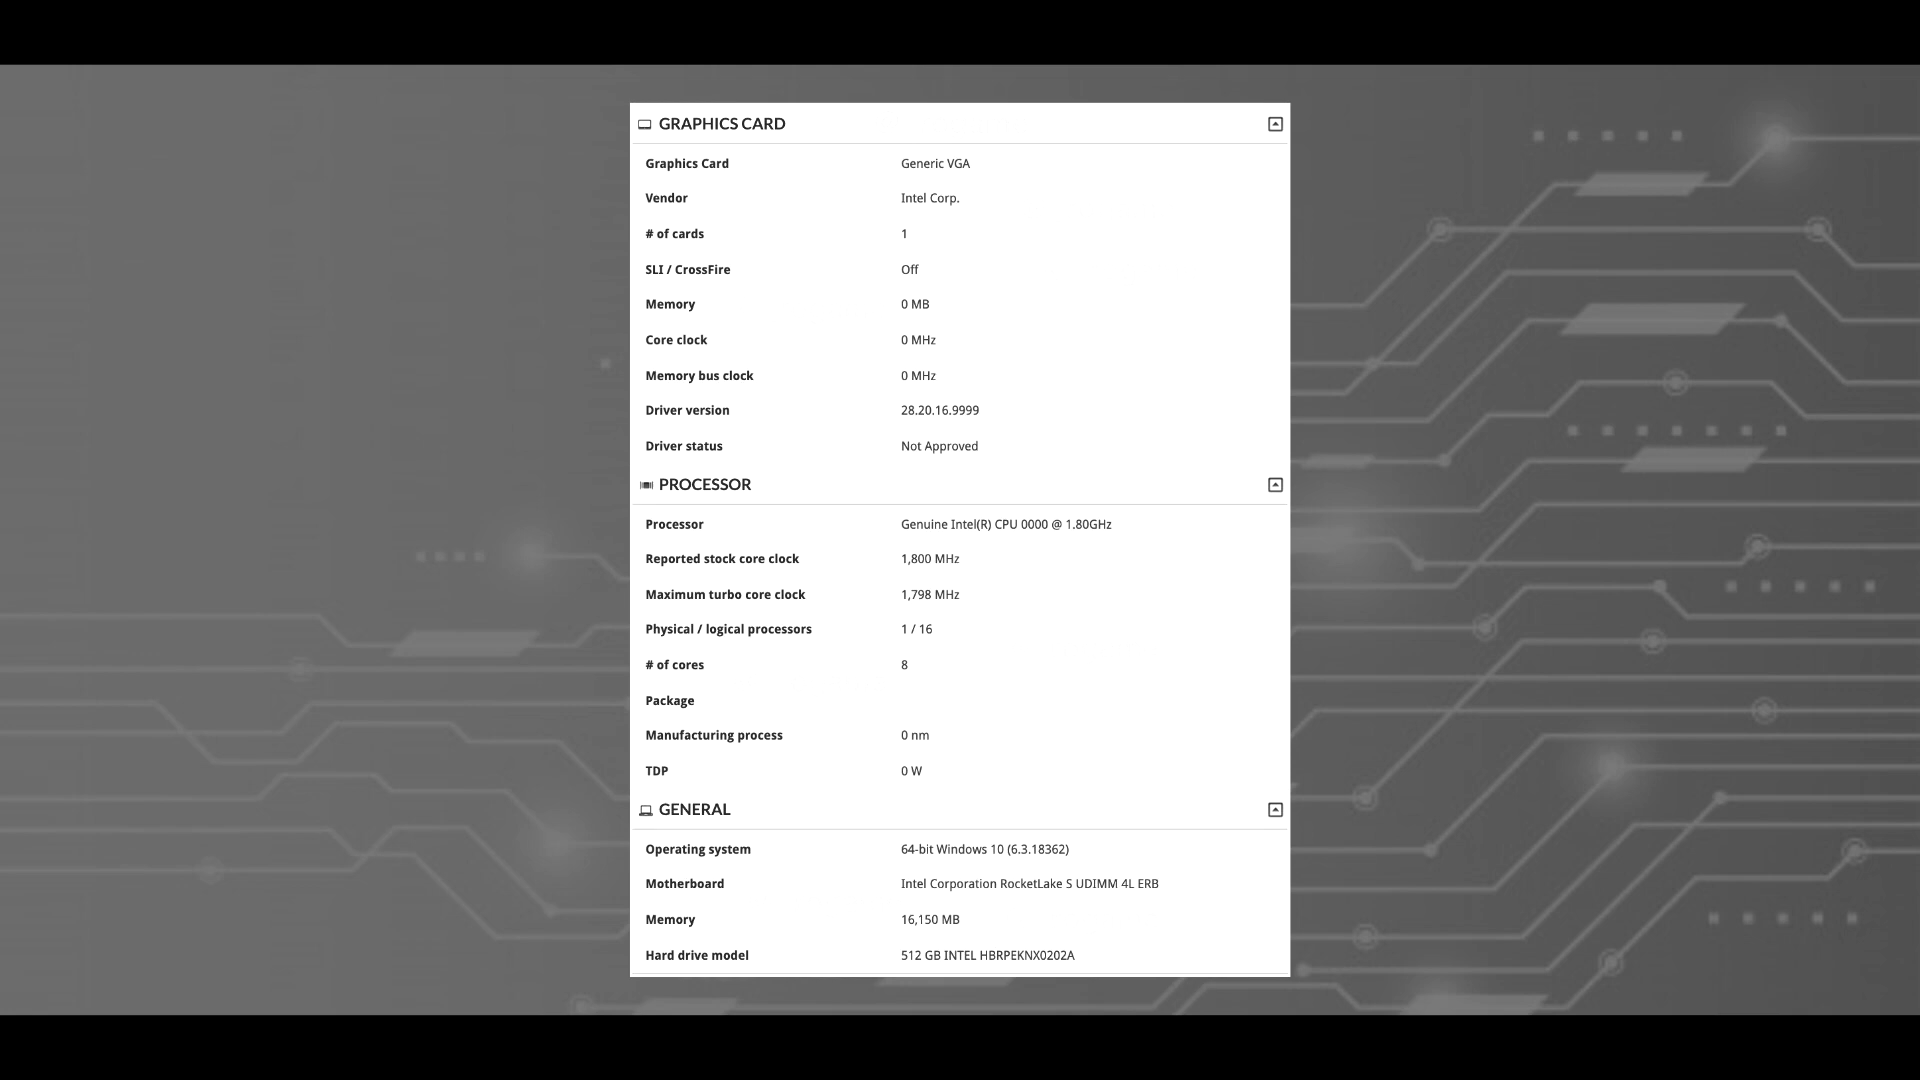 GRAPHICS CARD
Graphics Card Generic VGA
Vendor Intel Corp.
# of cards 1
SLI / CrossFire Off
Memory 0 MB
Core clock 0 MHz
Memory bus clock 0 MHz
Driver version 28.20.16.9999
Driver status Not Approved
PROCESSOR
Processor Genuine Intel(R) CPU 0000 @ 1.80GHz
Reported stock core clock 1,800 MHz
Maximum turbo core clock 1,798 MHz
Physical / logical processors 1 / 16
# of cores 8
Package
Manufacturing process 0 nm
TDP 0 W
GENERAL
Operating system 64-bit Windows 10 (6.3.18362)
Motherboard Intel Corporation RocketLake S UDIMM 4L ERB
Memory 16,150 MB
Hard drive model 512 GB INTEL HBRPEKNX0202A